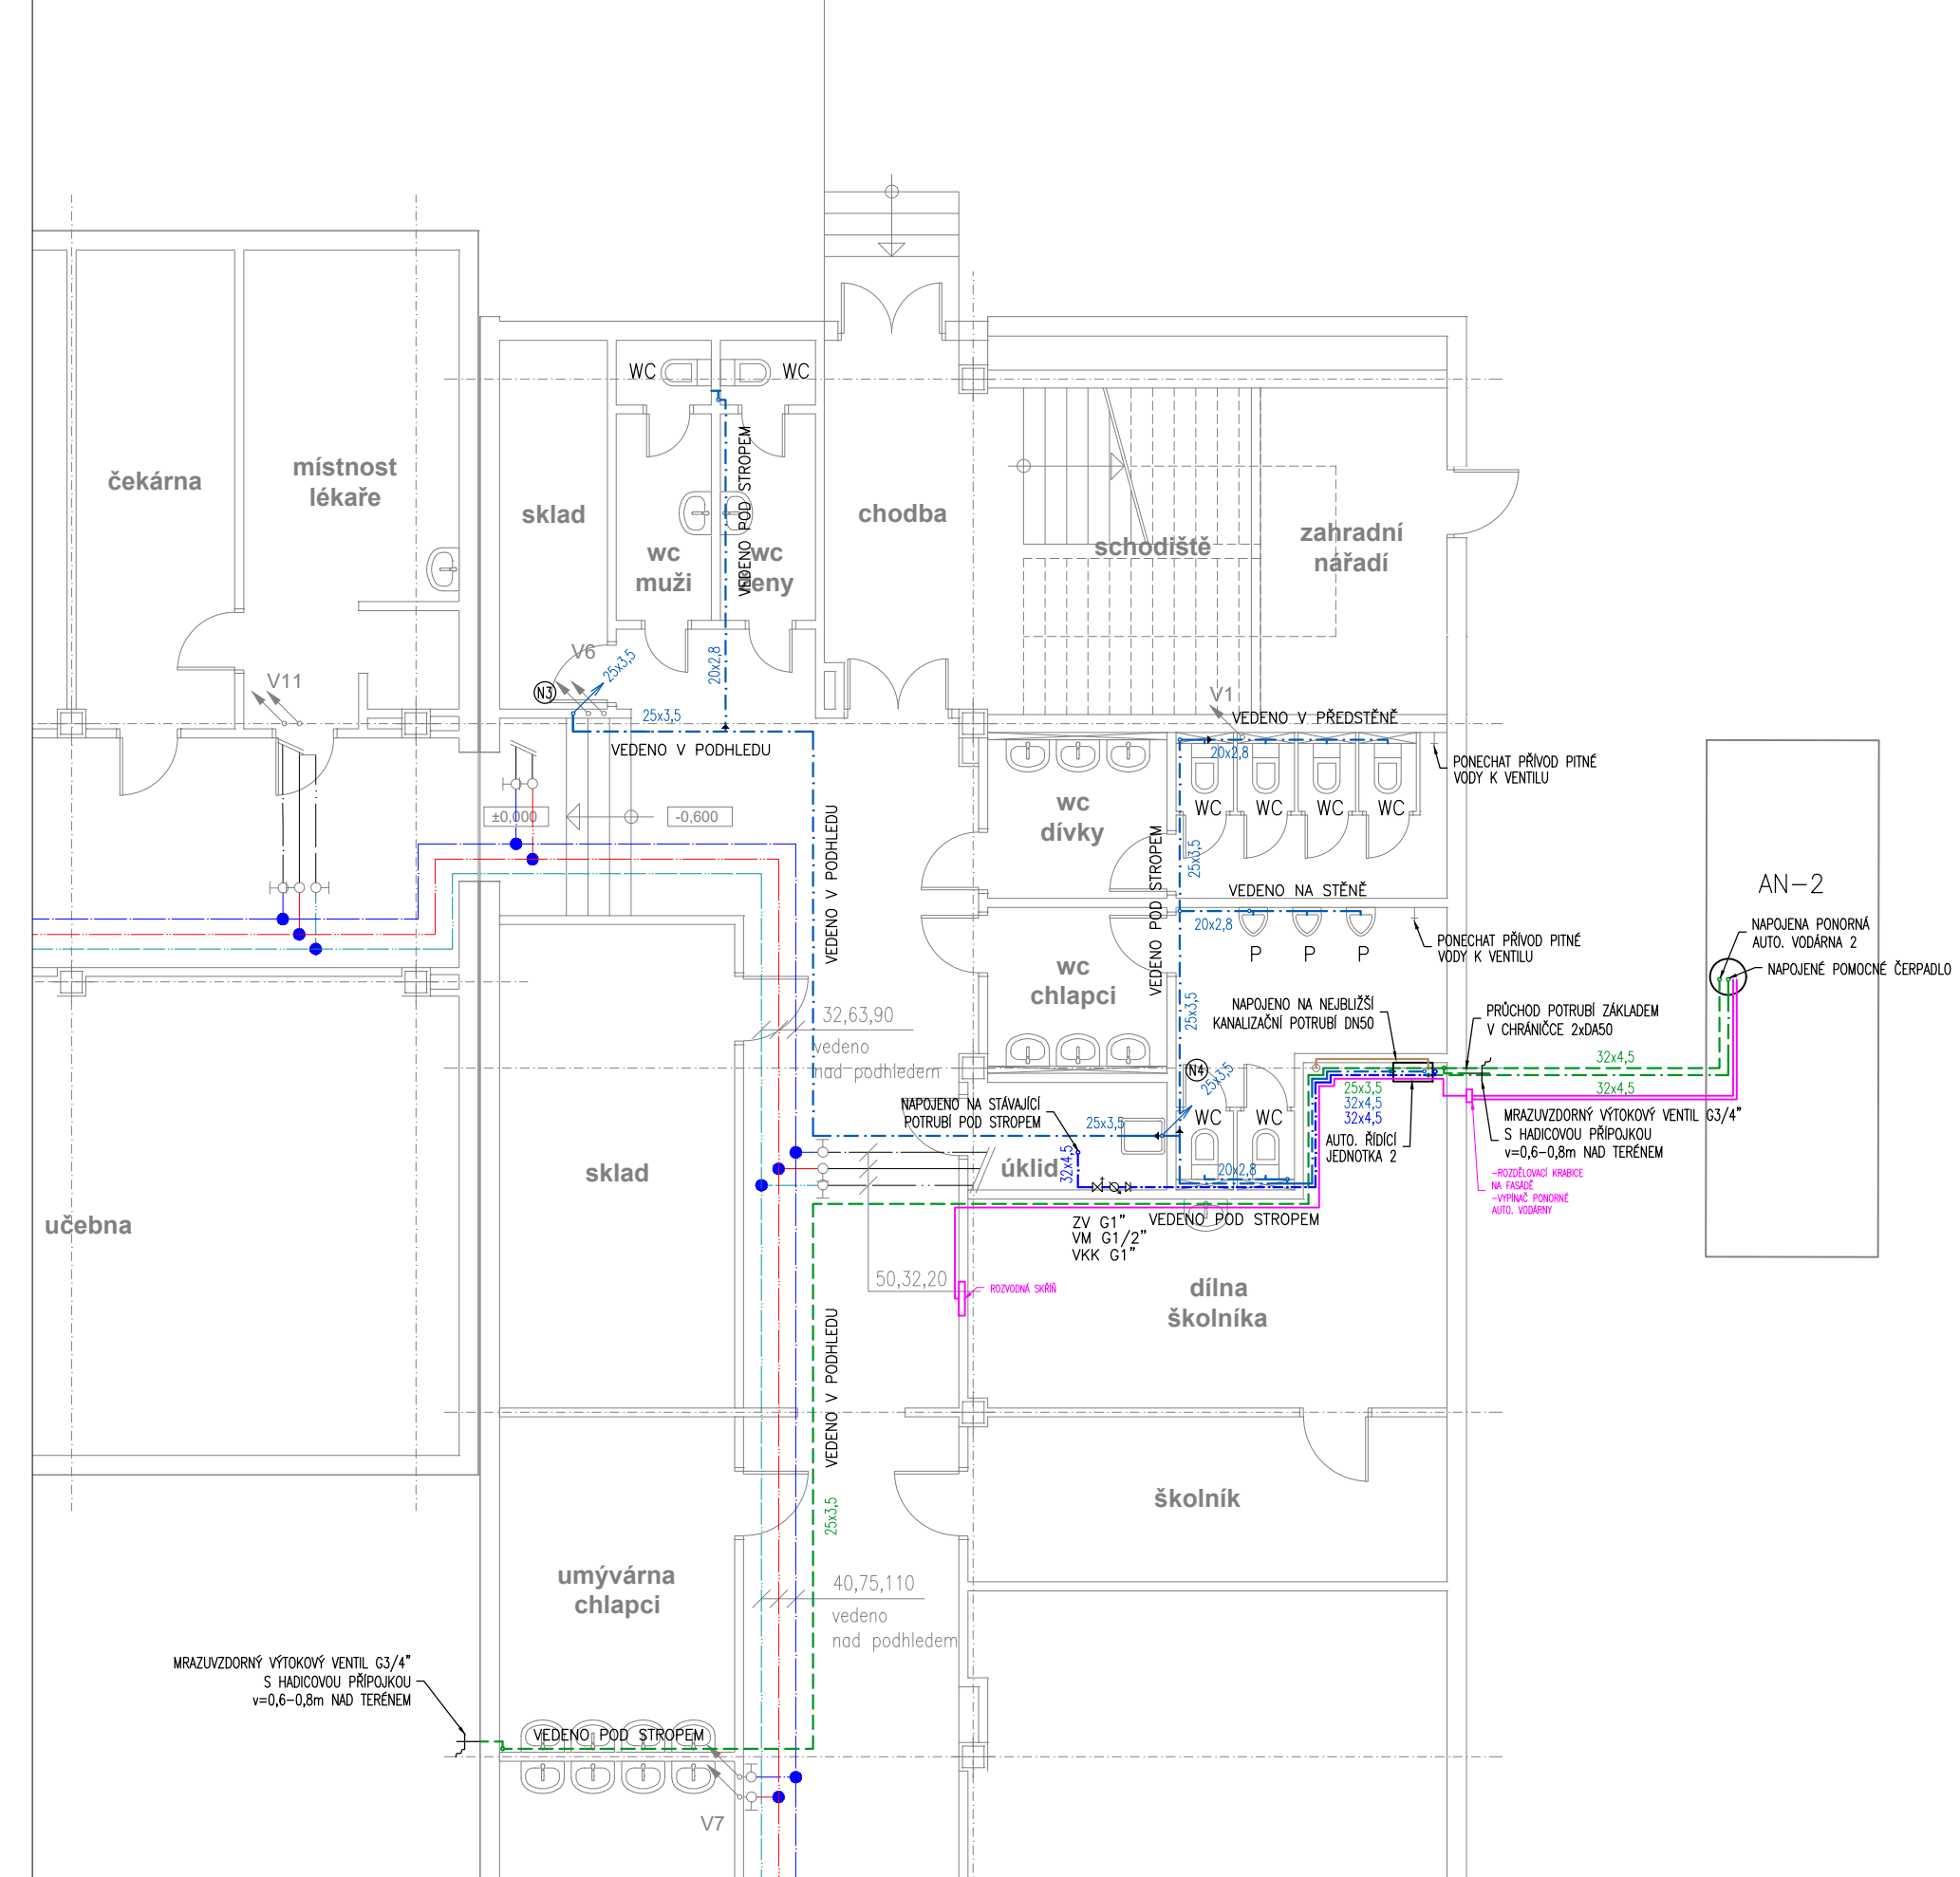 WC
WC
čekárna
místnost
lékaře
sklad
wc
muži
wc
VEDENO POD STROPEM
chodba
schodiště
zahradní
nářadí
V11
V6
N3
25x3,5
20x2,8
25x3,5
VEDENO V PODHLEDU
V1
VEDENO V PŘEDSTĚNĚ
20x2,8
PONECHAT PŘÍVOD PITNÉ
VODY K VENTILU
±0,000
-0,600
wc
dívky
WC
WC
WC
WC
VEDENO V PODHLEDU
VEDENO POD STROPEM
25x3,5
VEDENO NA STĚNĚ
20x2,8
P
P
P
PONECHAT PŘÍVOD PITNÉ
VODY K VENTILU
AN-2
NAPOJENA PONORNÁ
AUTO. VODÁRNA 2
NAPOJENÉ POMOCNÉ ČERPADLO
wc
chlapci
25x3,5
NAPOJENO NA NEJBLIŽŠÍ
KANALIZAČNÍ POTRUBÍ DN50
PRŮCHOD POTRUBÍ ZÁKLADEM
V CHRÁNIČCE 2xDA50
32,63,90
vedeno
nad podhledem
N4
25x3,5
32x4,5
32x4,5
25x3,5
32x4,5
32x4,5
NAPOJENO NA STÁVAJÍCÍ
POTRUBÍ POD STROPEM
25x3,5
WC
WC
AUTO. ŘÍDÍCÍ
JEDNOTKA 2
MRAZUVZDORNÝ VÝTOKOVÝ VENTIL G3/4”
S HADICOVOU PŘÍPOJKOU
v=0,6-0,8m NAD TERÉNEM
-ROZDĚLOVACÍ KRABICE
NA FASÁDĚ
-VYPÍNAČ PONORNÉ
AUTO. VODÁRNY
sklad
úklid
32x4,5
20x2,8
ZV G1”
VM G1/2”
VKK G1”
VEDENO POD STROPEM
učebna
50,32,20
ROZVODNÁ SKŘÍŇ
dílna
školníka
VEDENO V PODHLEDU
25x3,5
školník
umývárna
chlapci
40,75,110
vedeno
nad podhledem
MRAZUVZDORNÝ VÝTOKOVÝ VENTIL G3/4”
S HADICOVOU PŘÍPOJKOU
v=0,6-0,8m NAD TERÉNEM
VEDENO POD STROPEM
V7